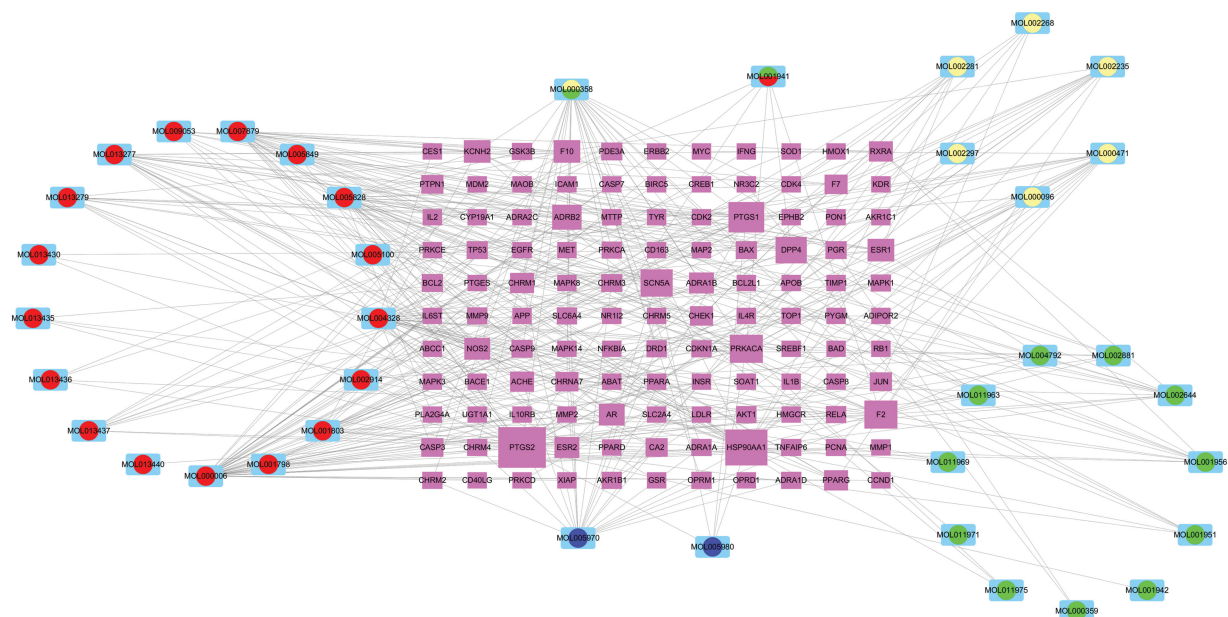 MOL002268
MOL002281
MOL002235
MOL001941
MOL000358
MOL009053
MOL007879
MOL013277
MOL005849
MOL002297
MOL000471
MOL013279
MOL005828
MOL000096
MOL013430
MOL005100
MOL013435
MOL004328
MOL013436
MOL002914
MOL013437
MOL001803
MOL013440
MOL000006
MOL001798
CES1 KCNH2 GSK3B F10 PDE3A ERBB2 MYC IFNG SOD1 HMOX1 RXRA
PTPN1 MDM2 MAOB ICAM1 CASP7 BIRC5 CREB1 NR3C2 CDK4 F7 KDR
IL2 CYP19A1 ADRA2C ADRB2 MTTP TYR CDK2 PTGS1 EPHB2 PON1 AKR1C1
PRKCE TP53 EGFR MET PRKCA CD163 MAP2 BAX DPP4 PGR ESR1
BCL2 PTGES CHRM1 MAPK8 CHRM3 SCN5A ADRA1B BCL2L1 APOB TIMP1 MAPK1
IL6ST MMP9 APP SLC6A4 NR1I2 CHRM5 CHEK1 IL4R TOP1 PYGM ADIPOR2
ABCC1 NOS2 CASP9 MAPK14 NFKBIA DRD1 CDKN1A PRKACA SREBF1 BAD RB1
MAPK3 BACE1 ACHE CHRNA7 ABAT PPARA INSR SOAT1 IL1B CASP8 JUN
PLA2G4A UGT1A1 IL10RB MMP2 AR SLC2A4 LDLR AKT1 HMGCR RELA F2
CASP3 CHRM4 PTGS2 ESR2 PPARD CA2 ADRA1A HSP90AA1 TNFAIP6 PCNA MMP1
CHRM2 CD40LG PRKCD XIAP AKR1B1 GSR OPRM1 OPRD1 ADRA1D PPARG CCND1
MOL004792
MOL002881
MOL011963
MOL002644
MOL011969
MOL001956
MOL005970
MOL005980
MOL011971
MOL001951
MOL011975
MOL001942
MOL000359